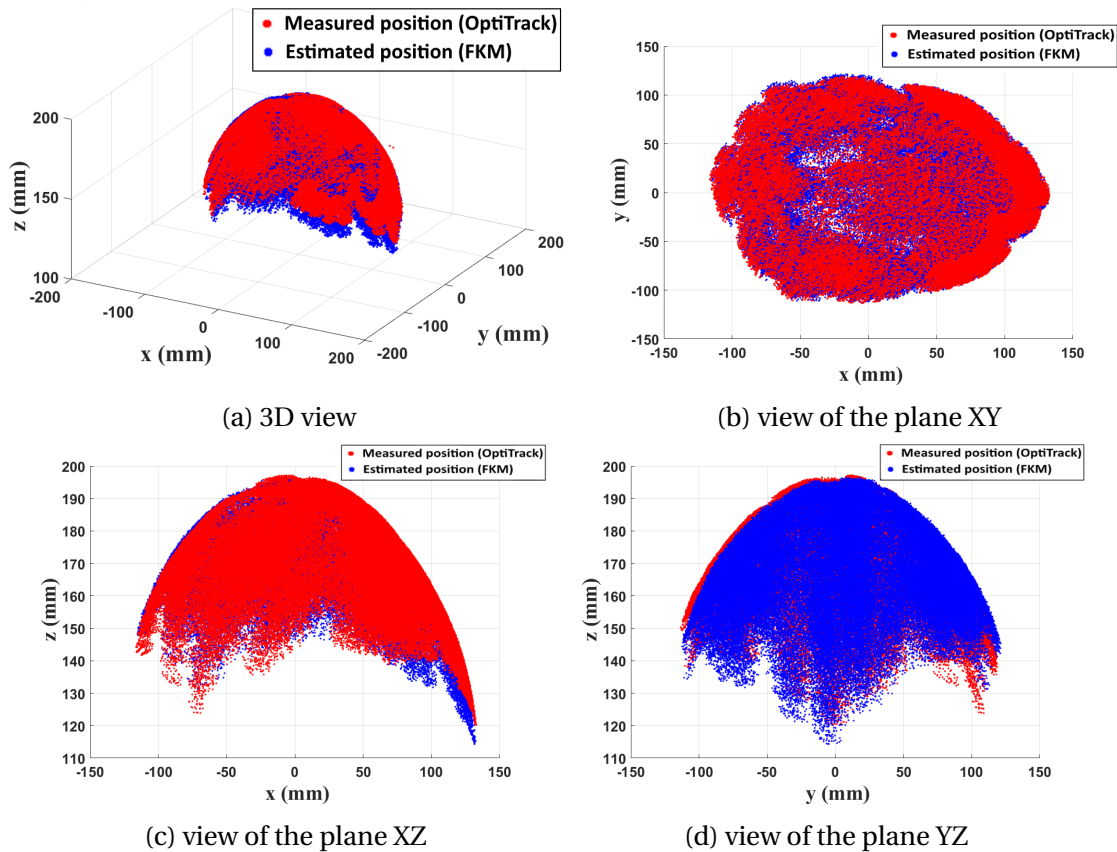 Measured position (OptiTrack)
Estimated position (FKM)
z (mm)
200
150
100
-200
-100
0
100
200
x (mm)
-200
-100
0
100
200
y (mm)
(a) 3D view
Measured position (OptiTrack)
Estimated position (FKM)
y (mm)
150
100
50
0
-50
-100
-150
-150
-100
-50
0
50
100
150
x (mm)
(b) view of the plane XY
Measured position (OptiTrack)
Estimated position (FKM)
z (mm)
200
190
180
170
160
150
140
130
120
110
-150
-100
-50
0
50
100
150
x (mm)
(c) view of the plane XZ
Measured position (OptiTrack)
Estimated position (FKM)
z (mm)
200
190
180
170
160
150
140
130
120
110
-150
-100
-50
0
50
100
150
y (mm)
(d) view of the plane YZ